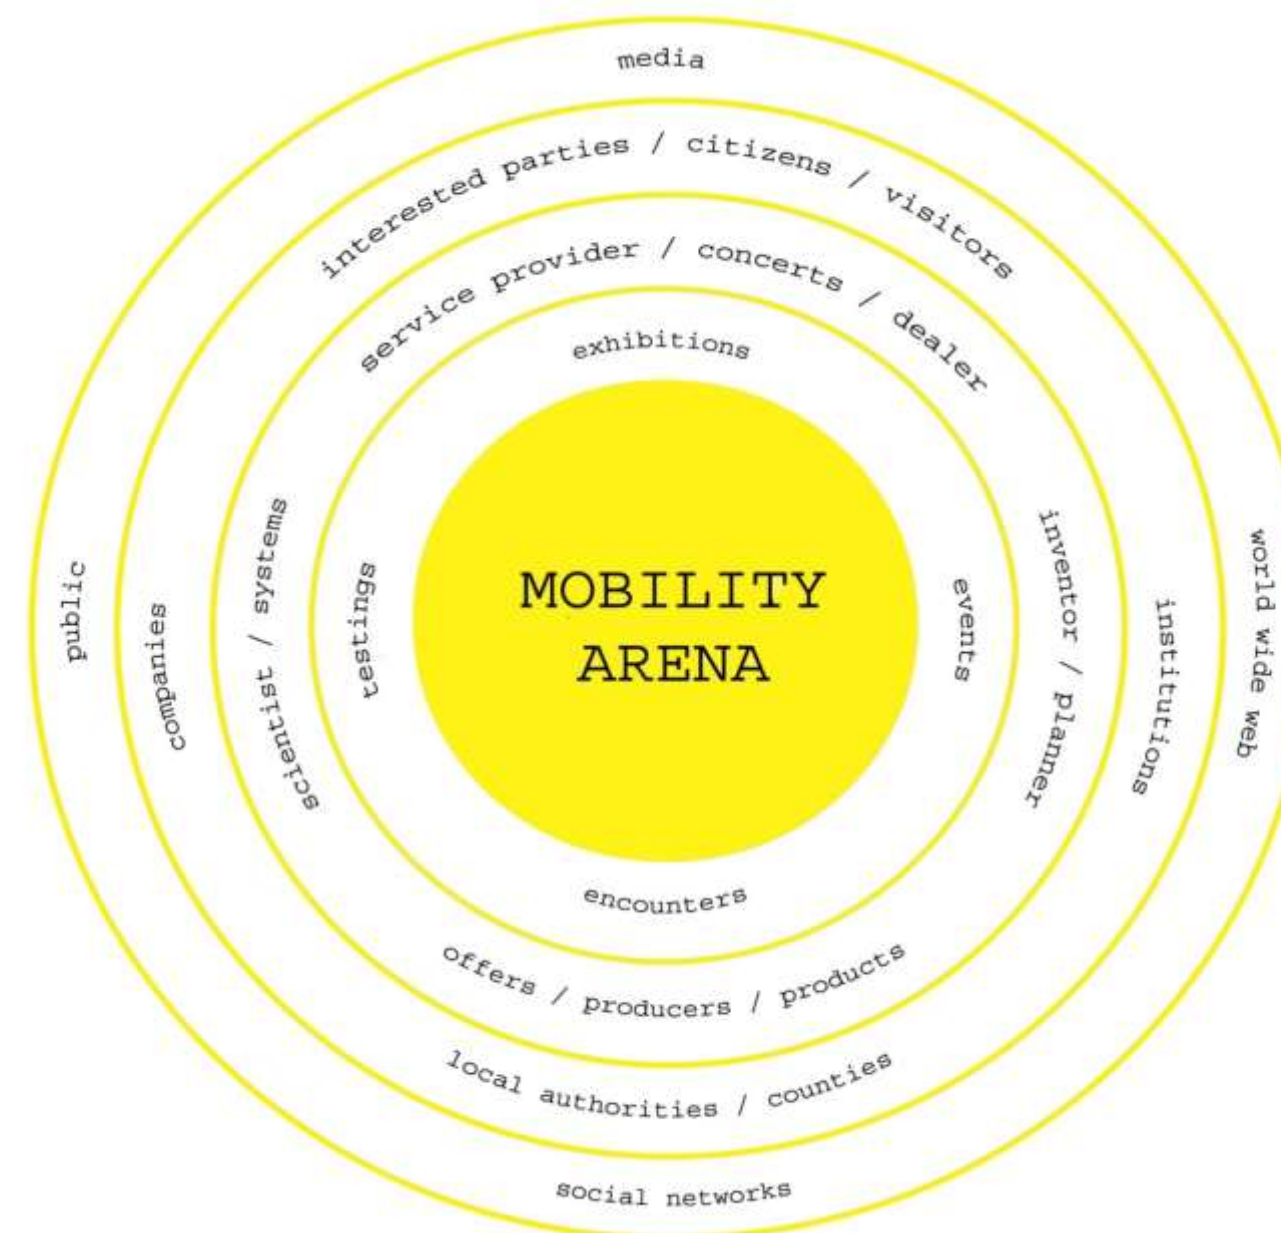 media
interested parties / citizens / visitors
service provider / concerts / dealer
exhibitions
public
companies
scientist / systems
testings
MOBILITY
ARENA
events
inventor / planner
institutions
world wide web
encounters
offers / producers / products
local authorities / counties
social networks